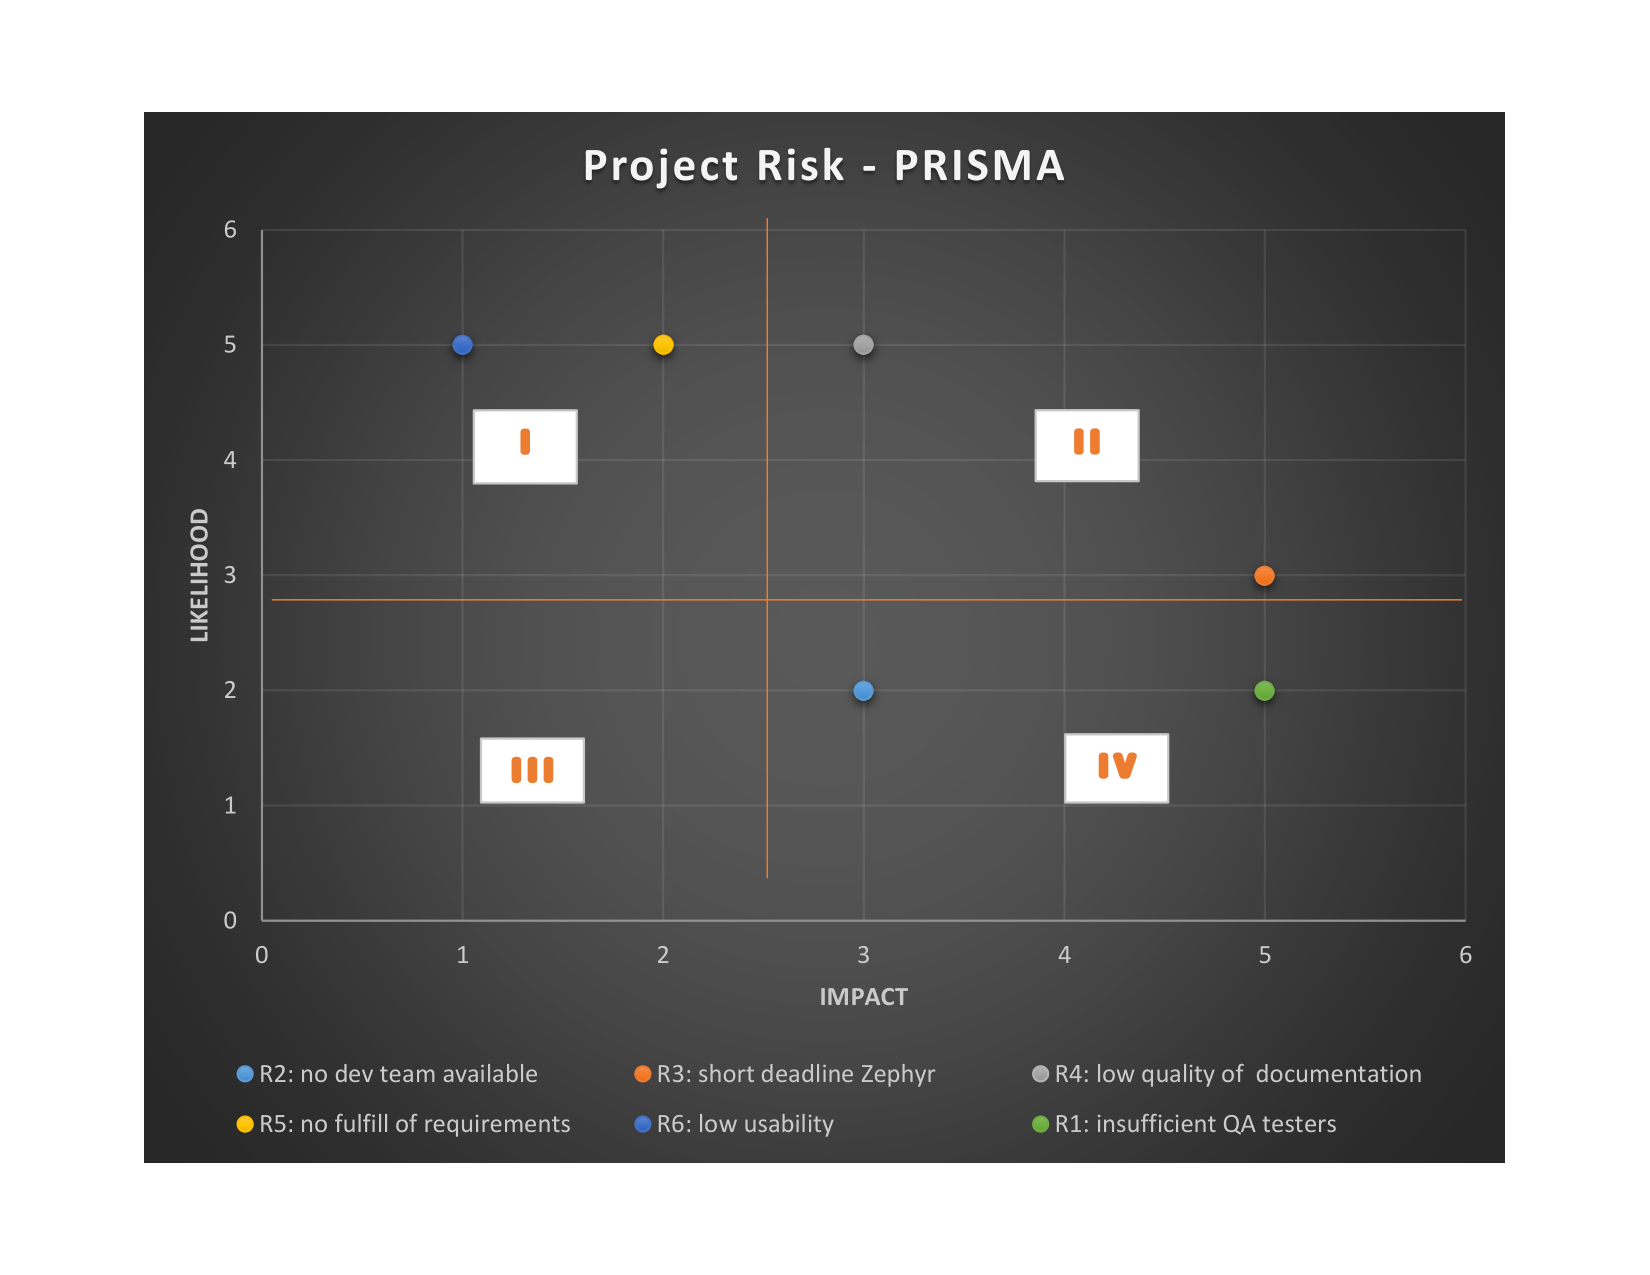 Project Risk - PRISMA
6
5
4
3
2
1
0
LIKELIHOOD
I
II
III
IV
0 1 2 3 4 5 6
IMPACT
R2: no dev team available R3: short deadline Zephyr R4: low quality of  documentation
R5: no fulfill of requirements R6: low usability R1: insufficient QA testers